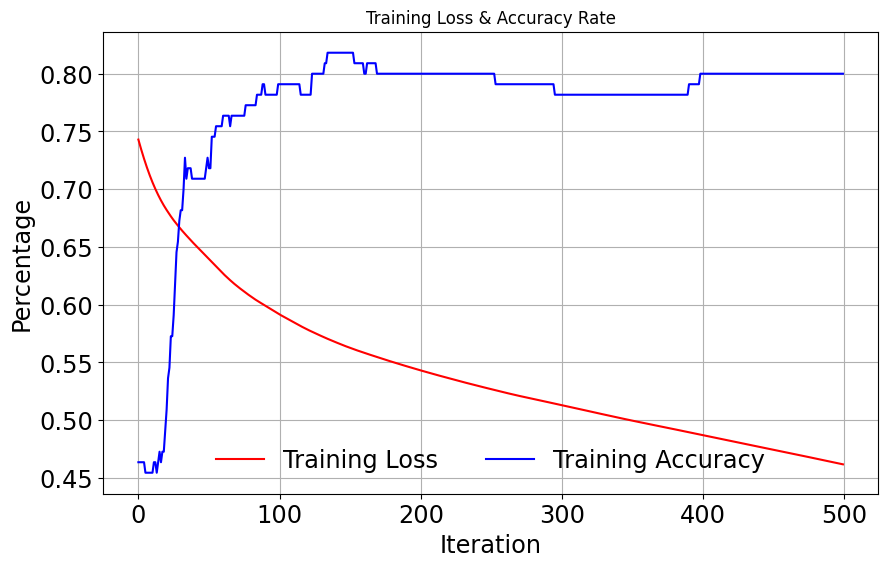 Training Loss & Accuracy Rate
Percentage
0.80
0.75
0.70
0.65
0.60
0.55
0.50
0.45
Training Loss
Training Accuracy
0 100 200 300 400 500
Iteration